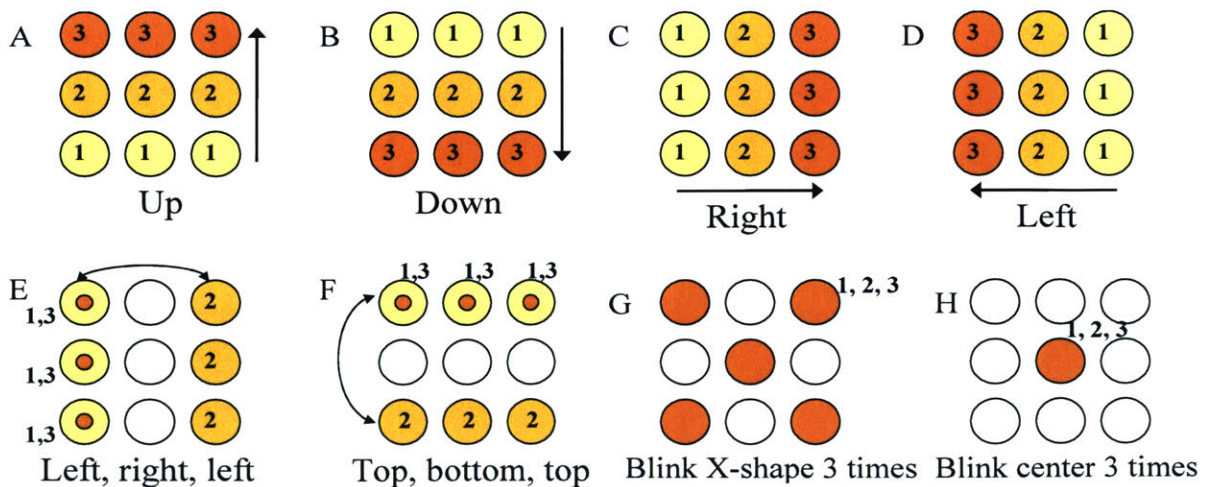 A 3 3 3
2 2 2
1 1 1
Up
B 1 1 1
2 2 2
3 3 3
Down
C 1 2 3
1 2 3
1 2 3
Right
D 3 2 1
3 2 1
3 2 1
Left
E 1,3 2
1,3 2
1,3 2
Left, right, left
F 1,3 1,3 1,3
2 2 2
Top, bottom, top
G 1, 2, 3
Blink X-shape 3 times
H 1, 2, 3
Blink center 3 times